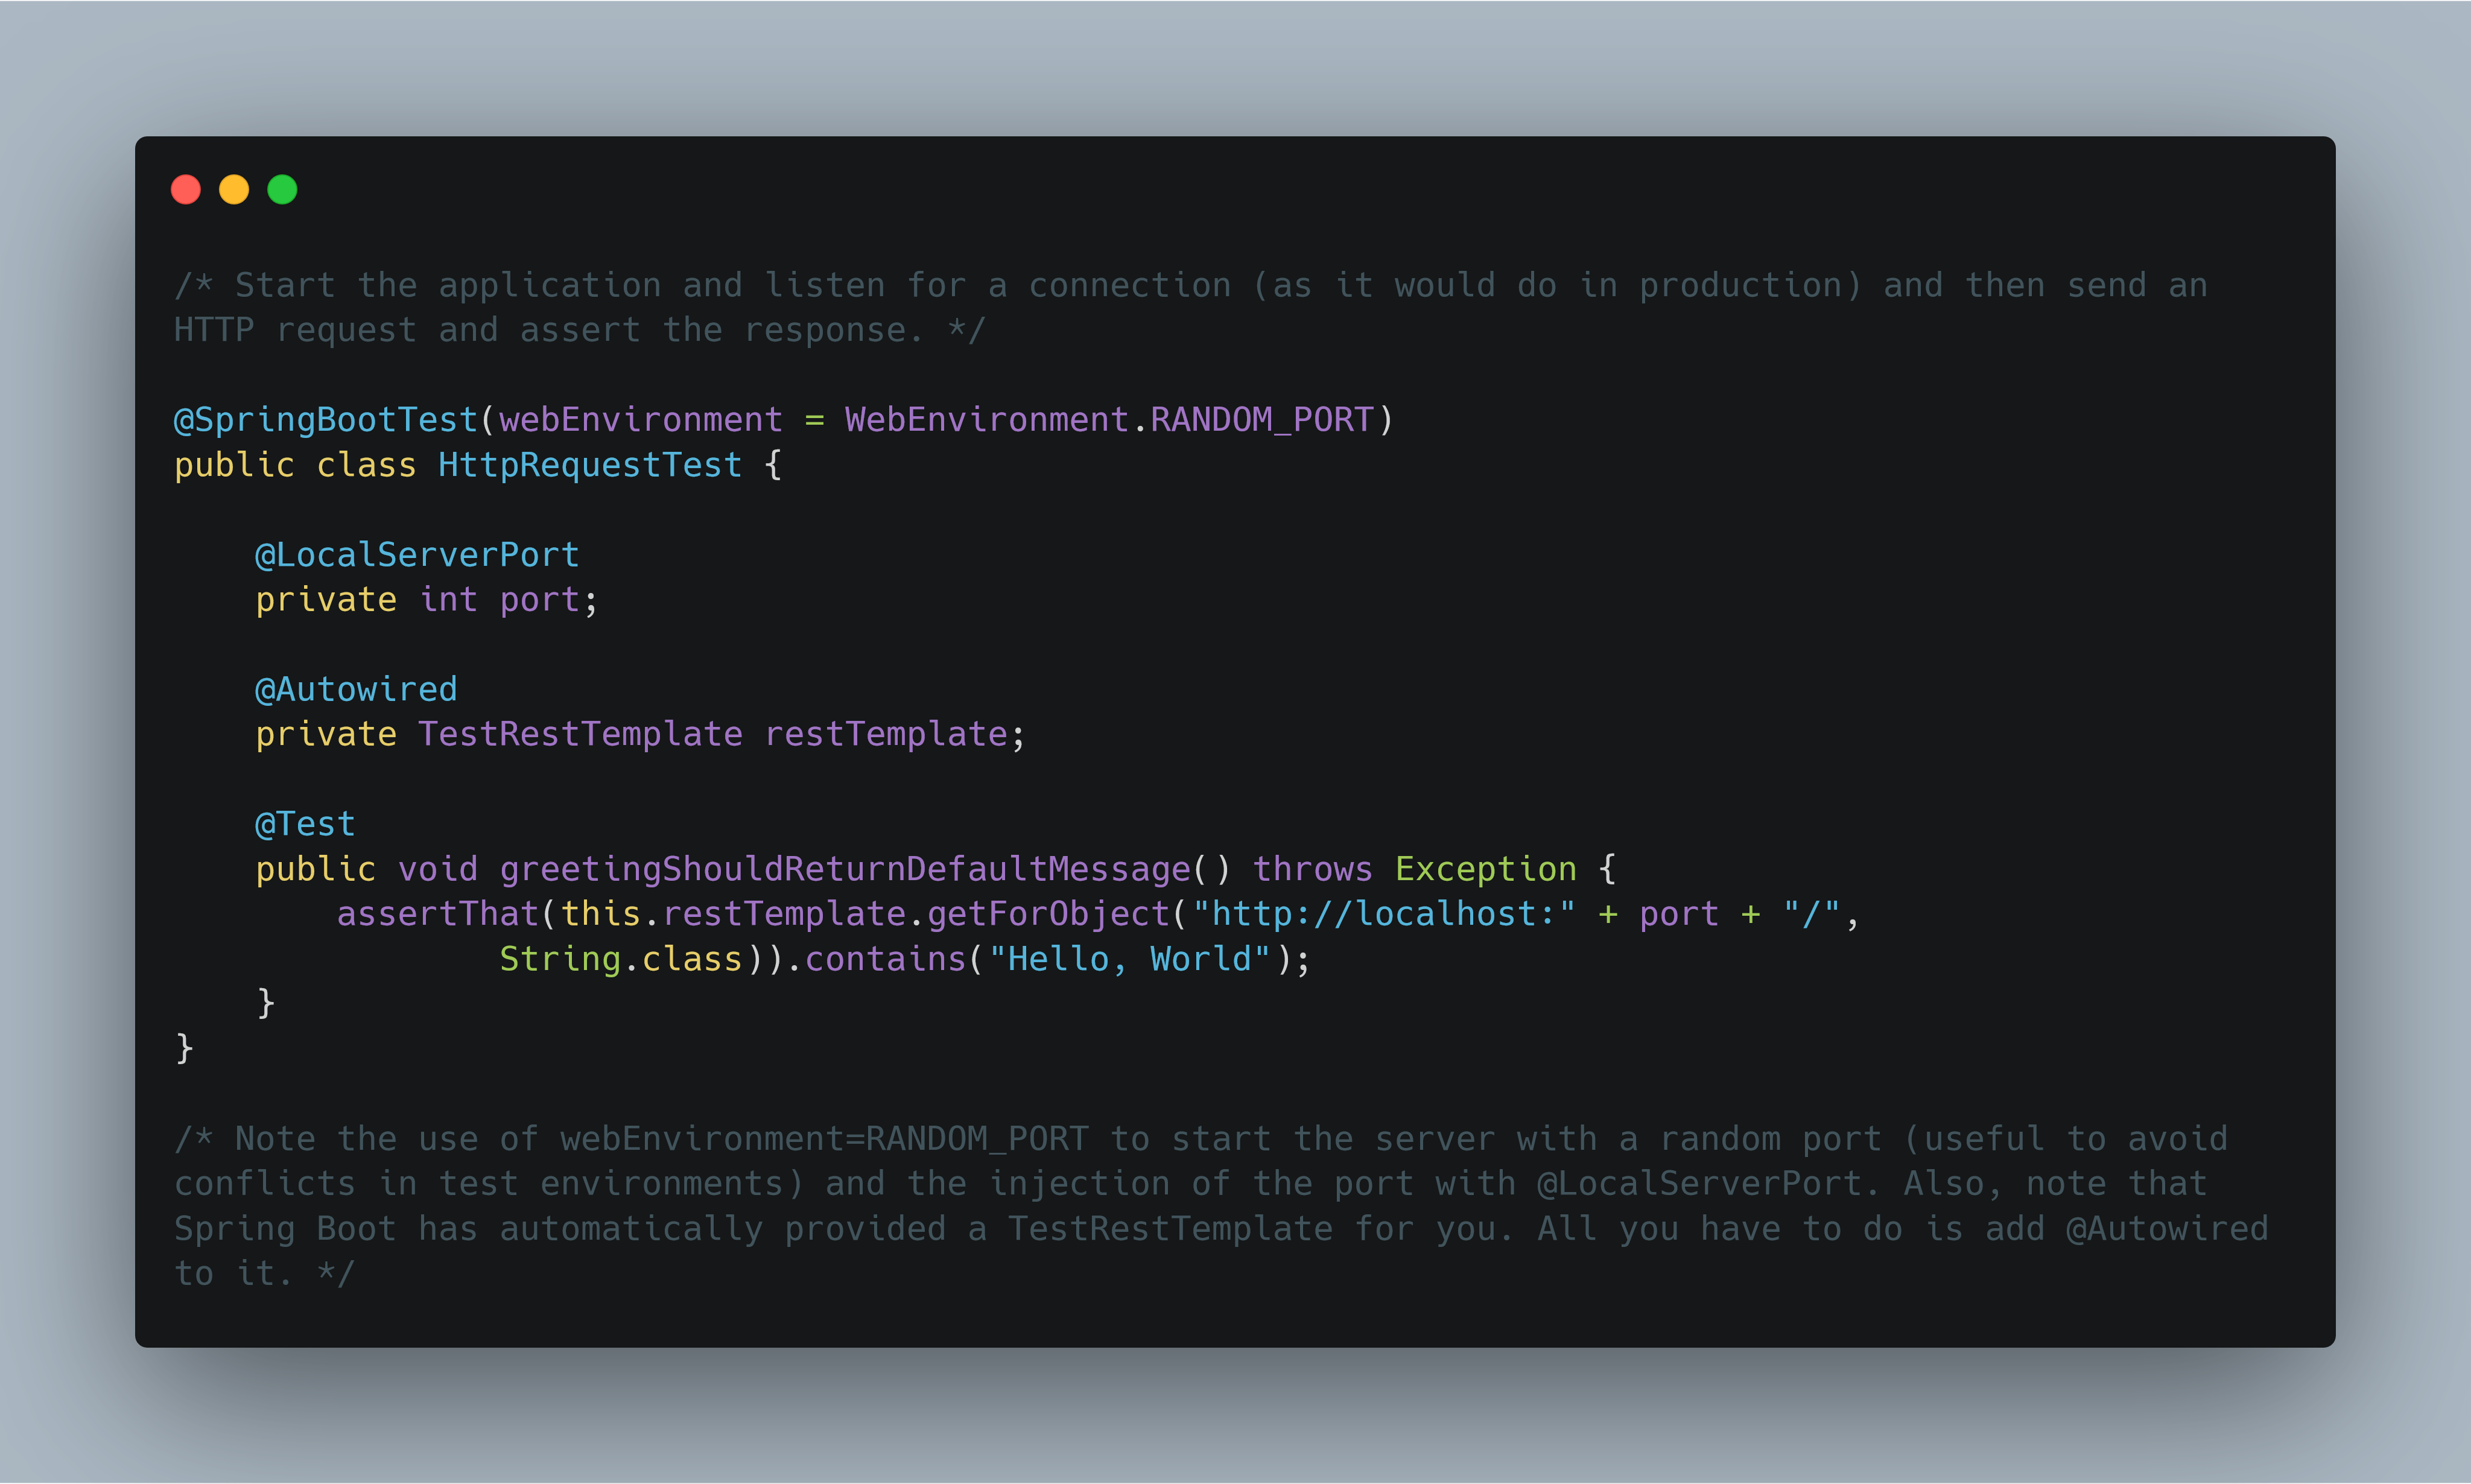 /* Start the application and listen for a connection (as it would do in production) and then send an
HTTP request and assert the response. */
@SpringBootTest(webEnvironment = WebEnvironment.RANDOM_PORT)
public class HttpRequestTest {
@LocalServerPort
private int port;
@Autowired
private TestRestTemplate restTemplate;
@Test
public void greetingShouldReturnDefaultMessage() throws Exception {
assertThat(this.restTemplate.getForObject("http://localhost:" + port + "/",
String.class)).contains("Hello, World");
}
}
/* Note the use of webEnvironment=RANDOM_PORT to start the server with a random port (useful to avoid
conflicts in test environments) and the injection of the port with @LocalServerPort. Also, note that
Spring Boot has automatically provided a TestRestTemplate for you. All you have to do is add @Autowired
to it. */